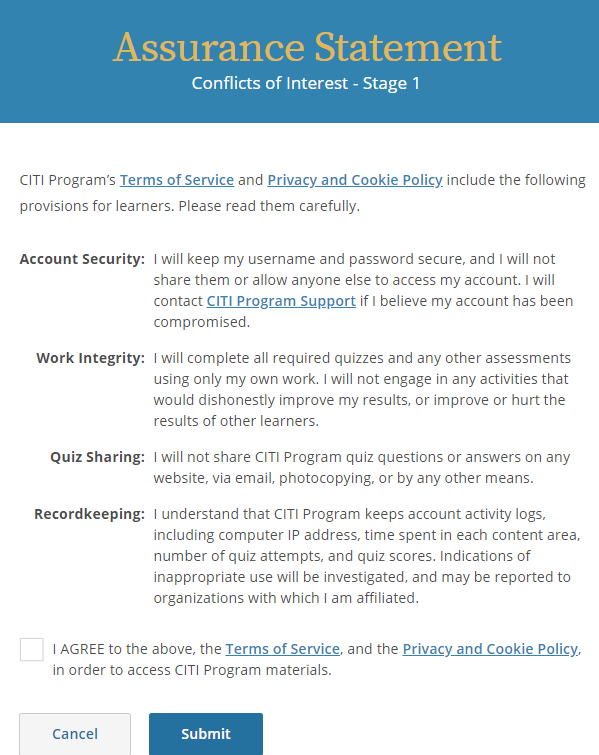 Assurance Statement
Conflicts of Interest - Stage 1
CITI Program’s Terms of Service and Privacy and Cookie Policy include the following
provisions for learners. Please read them carefully.
Account Security: I will keep my username and password secure, and I will not
share them or allow anyone else to access my account. I will
contact CITI Program Support if I believe my account has been
compromised.
Work Integrity: I will complete all required quizzes and any other assessments
using only my own work. I will not engage in any activities that
would dishonestly improve my results, or improve or hurt the
results of other learners.
Quiz Sharing: I will not share CITI Program quiz questions or answers on any
website, via email, photocopying, or by any other means.
Recordkeeping: I understand that CITI Program keeps account activity logs,
including computer IP address, time spent in each content area,
number of quiz attempts, and quiz scores. Indications of
inappropriate use will be investigated, and may be reported to
organizations with which I am affiliated.
I AGREE to the above, the Terms of Service, and the Privacy and Cookie Policy,
in order to access CITI Program materials.
Cancel Submit